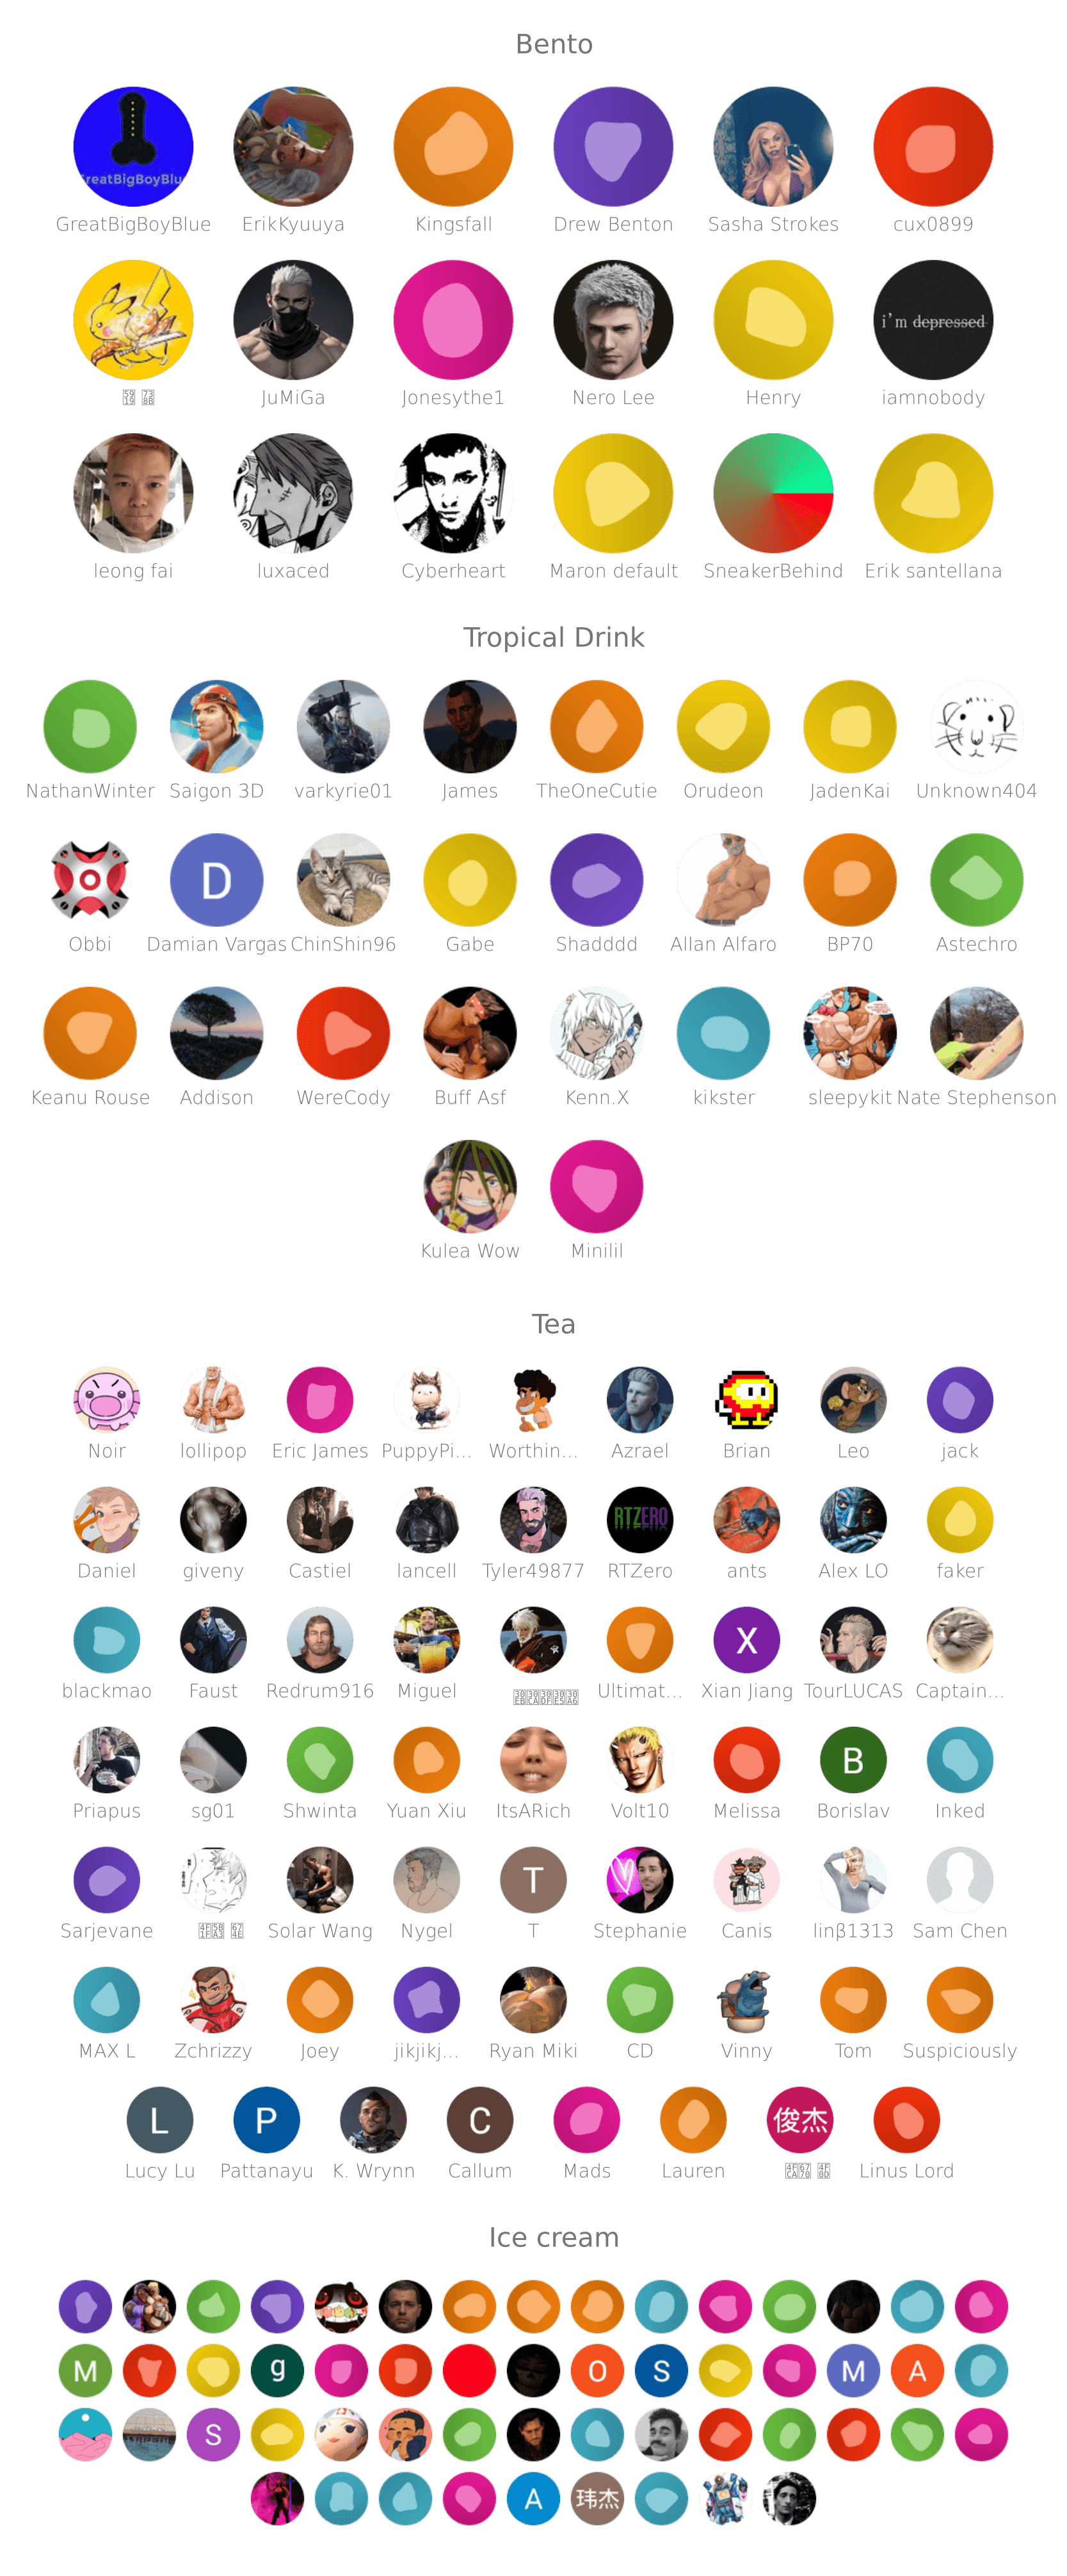 Bento
GreatBigBoyBlue
GreatBigBoyBlue ErikKyuuya Kingsfall Drew Benton Sasha Strokes cux0899
i'm depressed
JuMiGa Jonesythe1 Nero Lee Henry iamnobody
leong fai luxaced Cyberheart Maron default SneakerBehind Erik santellana
Tropical Drink
NathanWinter Saigon 3D varkyrie01 James TheOneCutie Orudeon JadenKai Unknown404
D
Obbi Damian Vargas ChinShin96 Gabe Shadddd Allan Alfaro BP70 Astechro
Keanu Rouse Addison WereCody Buff Asf Kenn.X kikster sleepykit Nate Stephenson
Kulea Wow Minilil
Tea
Noir lollipop Eric James PuppyPi... Worthin... Azrael Brian Leo jack
RTZERO
Daniel giveny Castiel lancell Tyler49877 RTZero ants Alex LO faker
X
blackmao Faust Redrum916 Miguel Ultimat... Xian Jiang TourLUCAS Captain...
B
Priapus sg01 Shwinta Yuan Xiu ItsARich Volt10 Melissa Borislav Inked
T
Sarjevane Solar Wang Nygel T Stephanie Canis linβ1313 Sam Chen
MAX L Zchrizzy Joey jikjikj... Ryan Miki CD Vinny Tom Suspiciously
L P C 俊杰
Lucy Lu Pattanayu K. Wrynn Callum Mads Lauren Linus Lord
Ice cream
M g O S M A
S
A 玮杰